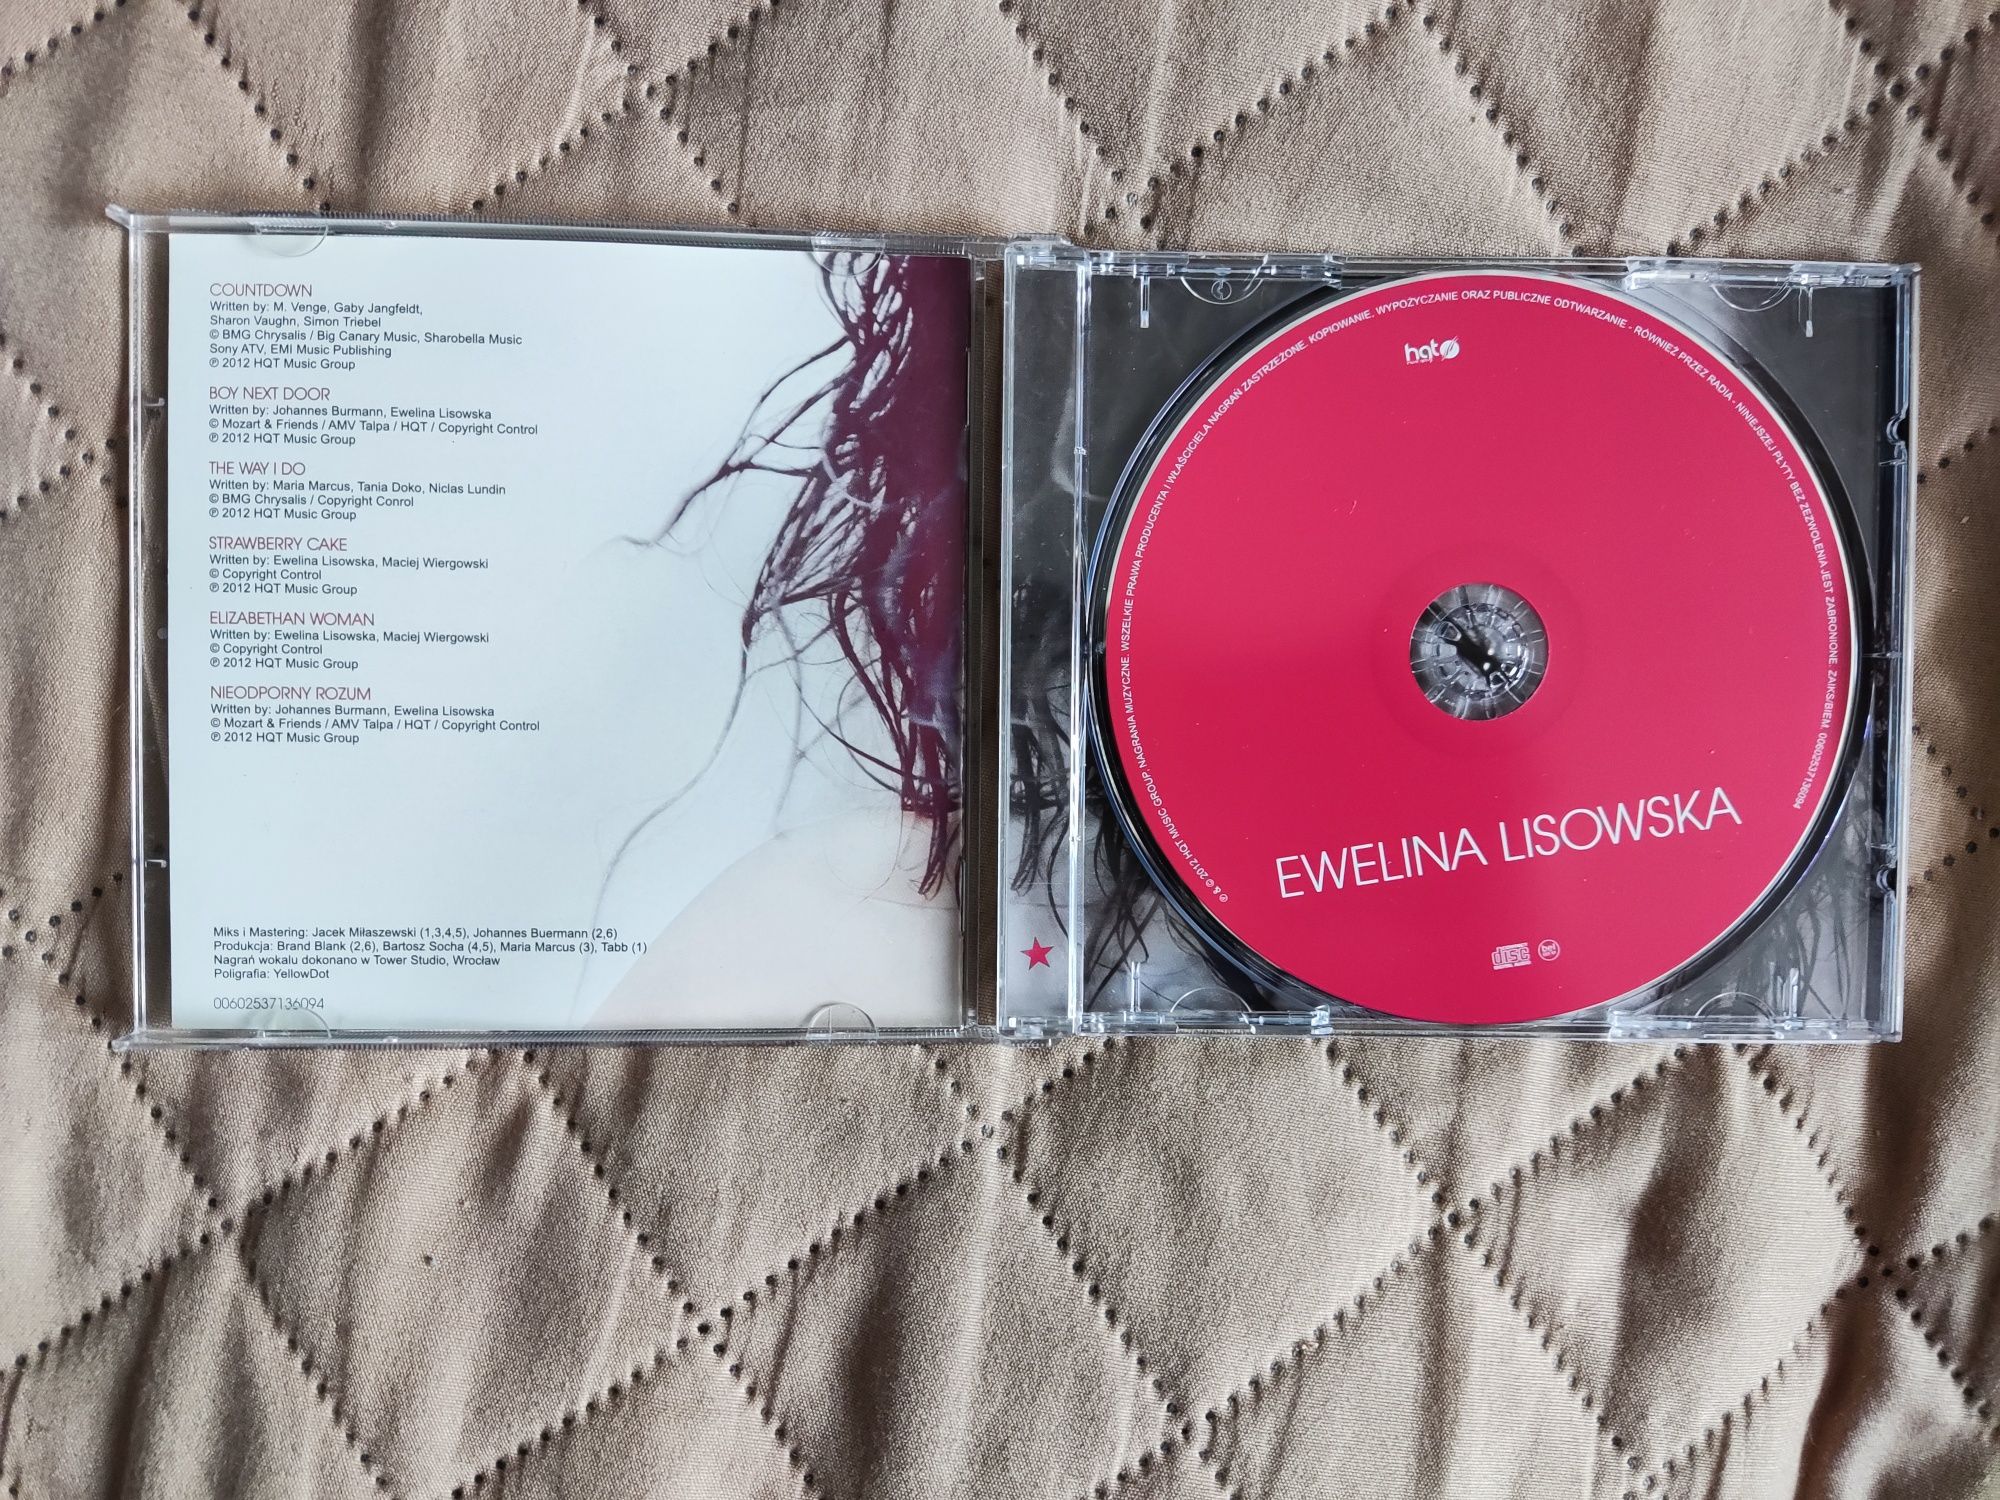 COUNTDOWN
Written by: M. Venge, Gaby Jangfeldt,
Sharon Vaughn, Simon Triebel
© BMG Chrysalis / Big Canary Music, Sharobella Music
Sony ATV, EMI Music Publishing
℗ 2012 HQT Music Group
BOY NEXT DOOR
Written by: Johannes Burmann, Ewelina Lisowska
© Mozart & Friends / AMV Talpa / HQT / Copyright Control
℗ 2012 HQT Music Group
THE WAY I DO
Written by: Maria Marcus, Tania Doko, Niclas Lundin
© BMG Chrysalis / Copyright Conrol
℗ 2012 HQT Music Group
STRAWBERRY CAKE
Written by: Ewelina Lisowska, Maciej Wiergowski
© Copyright Control
℗ 2012 HQT Music Group
ELIZABETHAN WOMAN
Written by: Ewelina Lisowska, Maciej Wiergowski
© Copyright Control
℗ 2012 HQT Music Group
NIEODPORNY ROZUM
Written by: Johannes Burmann, Ewelina Lisowska
© Mozart & Friends / AMV Talpa / HQT / Copyright Control
℗ 2012 HQT Music Group
Miks i Mastering: Jacek Miłaszewski (1,3,4,5), Johannes Buermann (2,6)
Produkcja: Brand Blank (2,6), Bartosz Socha (4,5), Maria Marcus (3), Tabb (1)
Nagrań wokalu dokonano w Tower Studio, Wrocław
Poligrafia: YellowDot
00602537136094
℗ & © 2012 HQT MUSIC GROUP. NAGRANIA MUZYCZNE. WSZELKIE PRAWA PRODUCENTA I WŁAŚCICIELA NAGRAŃ ZASTRZEŻONE. KOPIOWANIE, WYPOŻYCZANIE ORAZ PUBLICZNE ODTWARZANIE - RÓWNIEŻ PRZEZ RADIA - NINIEJSZEJ PŁYTY BEZ ZEZWOLENIA JEST ZABRONIONE. ZAIKS/BIEM 00602537136094
hqt
EWELINA LISOWSKA
COMPACT
disc
DIGITAL AUDIO